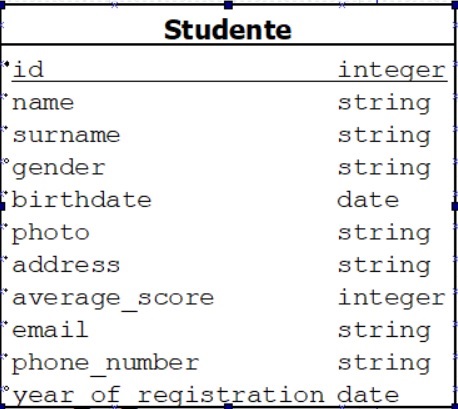 Studente
id integer
name string
surname string
gender string
birthdate date
photo string
address string
average_score integer
email string
phone_number string
year_of_registration date